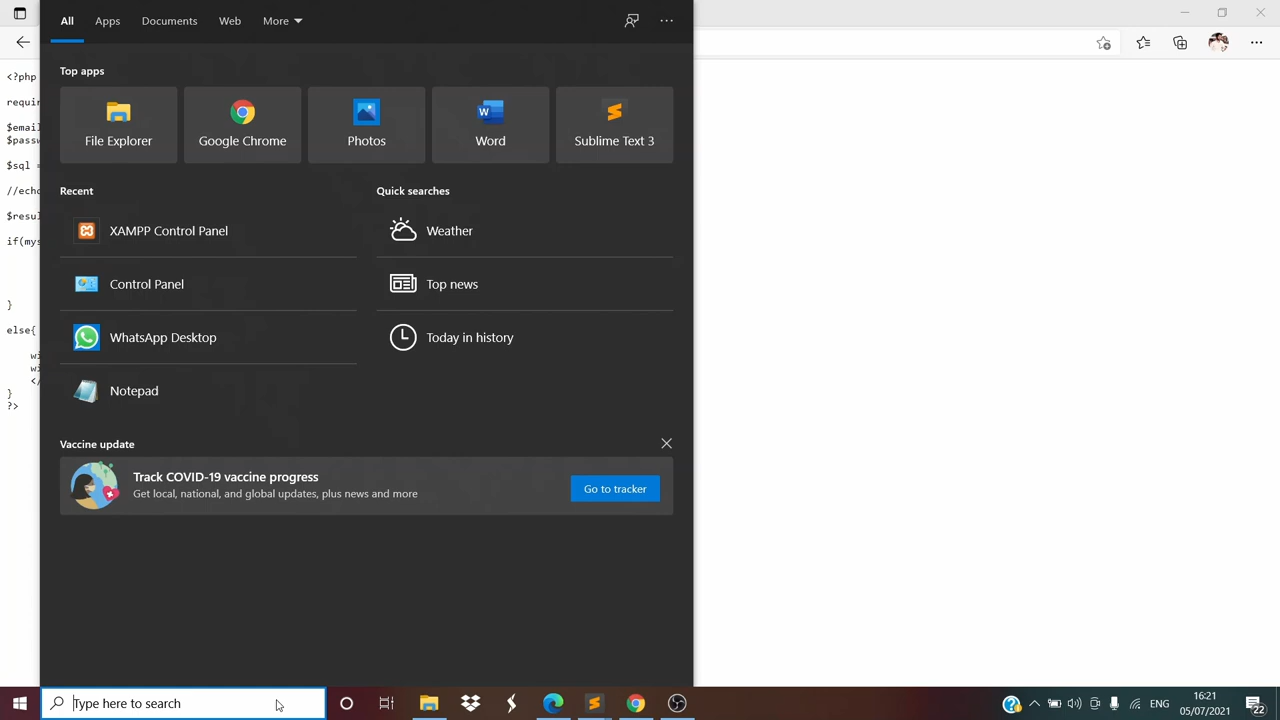 All
Apps
Documents
Web
More
Top apps
File Explorer
Google Chrome
Photos
Word
Sublime Text 3
Recent
XAMPP Control Panel
Control Panel
WhatsApp Desktop
Notepad
Quick searches
Weather
Top news
Today in history
Vaccine update
Track COVID-19 vaccine progress
Get local, national, and global updates, plus news and more
Go to tracker
<?php
$sql =
}
else{
</
}
?>
Type here to search
ENG
16:21
05/07/2021
22